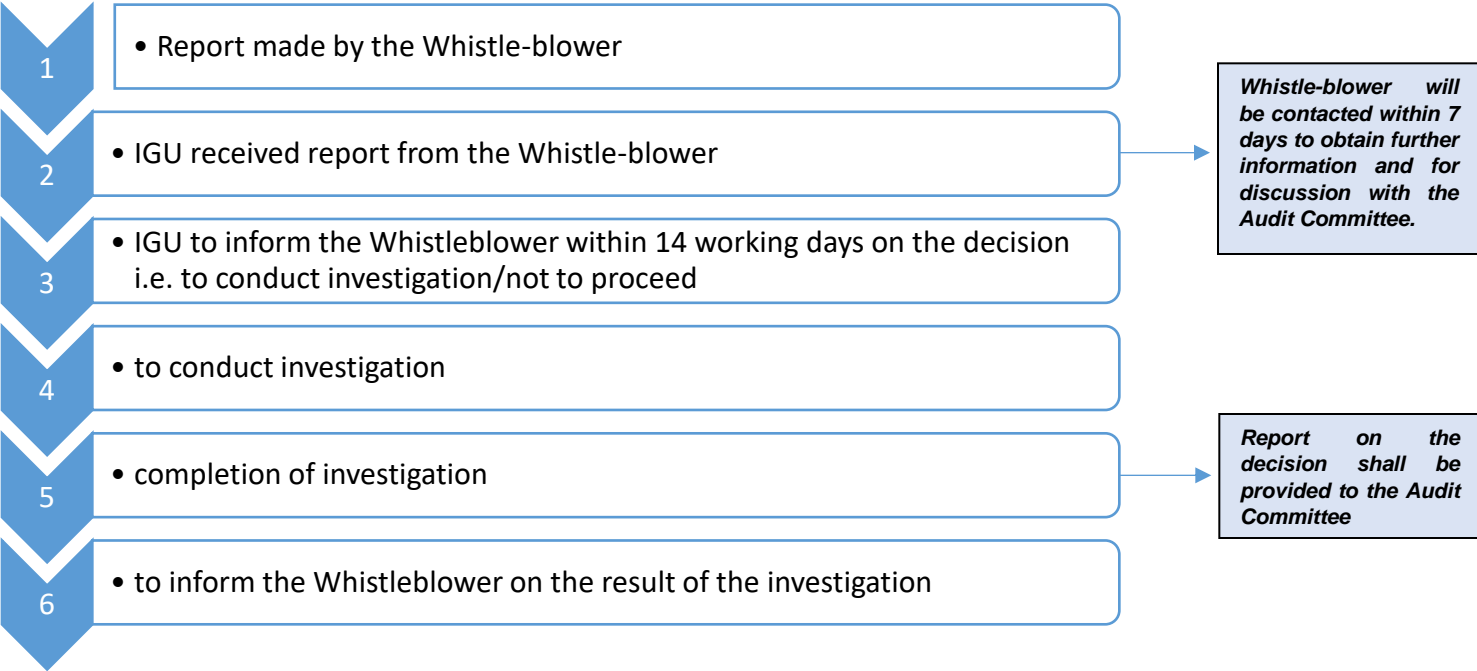 1
• Report made by the Whistle-blower
2
• IGU received report from the Whistle-blower
Whistle-blower will
be contacted within 7
days to obtain further
information and for
discussion with the
Audit Committee.
3
• IGU to inform the Whistleblower within 14 working days on the decision
i.e. to conduct investigation/not to proceed
4
• to conduct investigation
5
• completion of investigation
Report on the
decision shall be
provided to the Audit
Committee
6
• to inform the Whistleblower on the result of the investigation